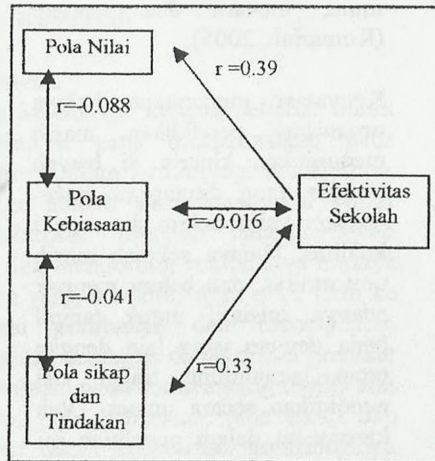 Pola Nilai
r =0.39
r=-0.088
Pola
Kebiasaan
r=-0.016
Efektivitas
Sekolah
r=-0.041
r=0.33
Pola sikap
dan
Tindakan